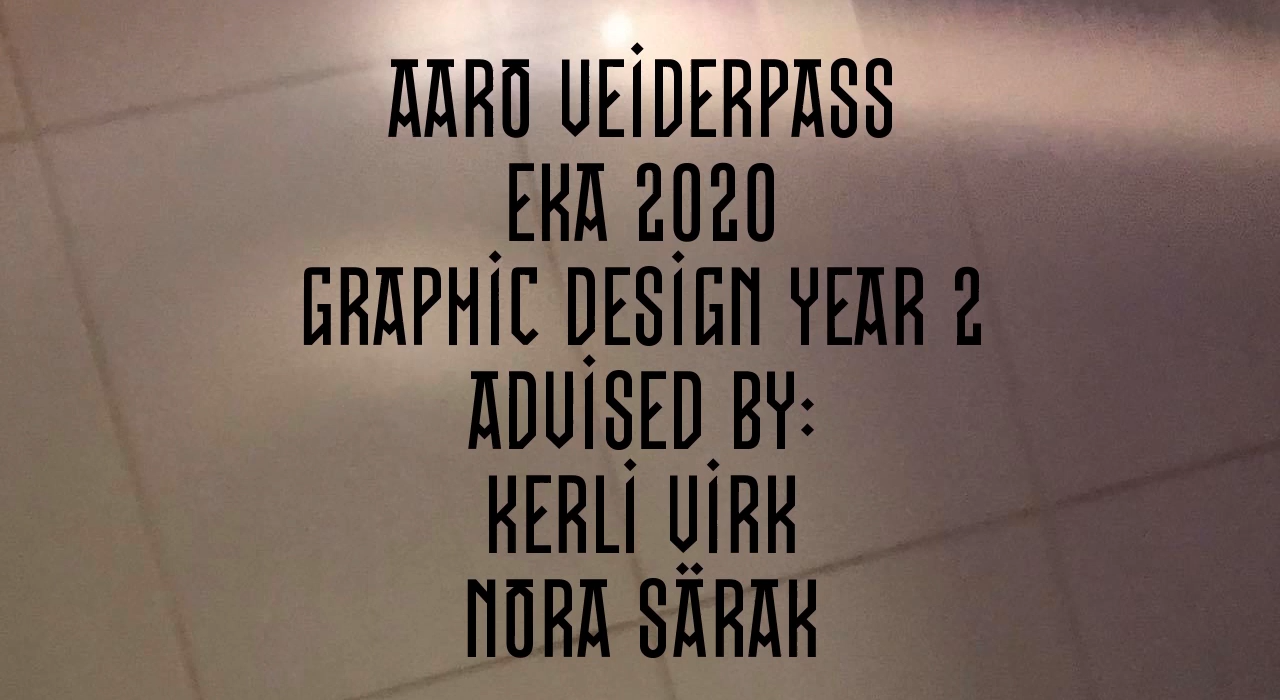 AARO VEiDERPASS
EKA 2020
GRAPHiC DESiGN YEAR 2
ADViSED BY:
KERLi ViRK
NORA SÄRAK